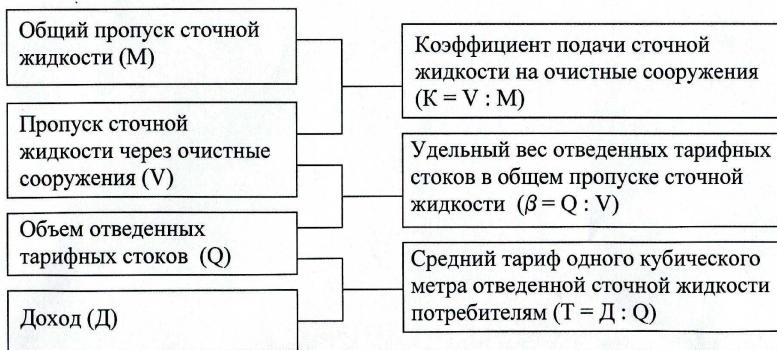 Общий пропуск сточной
жидкости (М)
Пропуск сточной
жидкости через очистные
сооружения (V)
Объем отведенных
тарифных стоков (Q)
Доход (Д)
Коэффициент подачи сточной
жидкости на очистные сооружения
(К = V : М)
Удельный вес отведенных тарифных
стоков в общем пропуске сточной
жидкости (β = Q : V)
Средний тариф одного кубического
метра отведенной сточной жидкости
потребителям (Т = Д : Q)